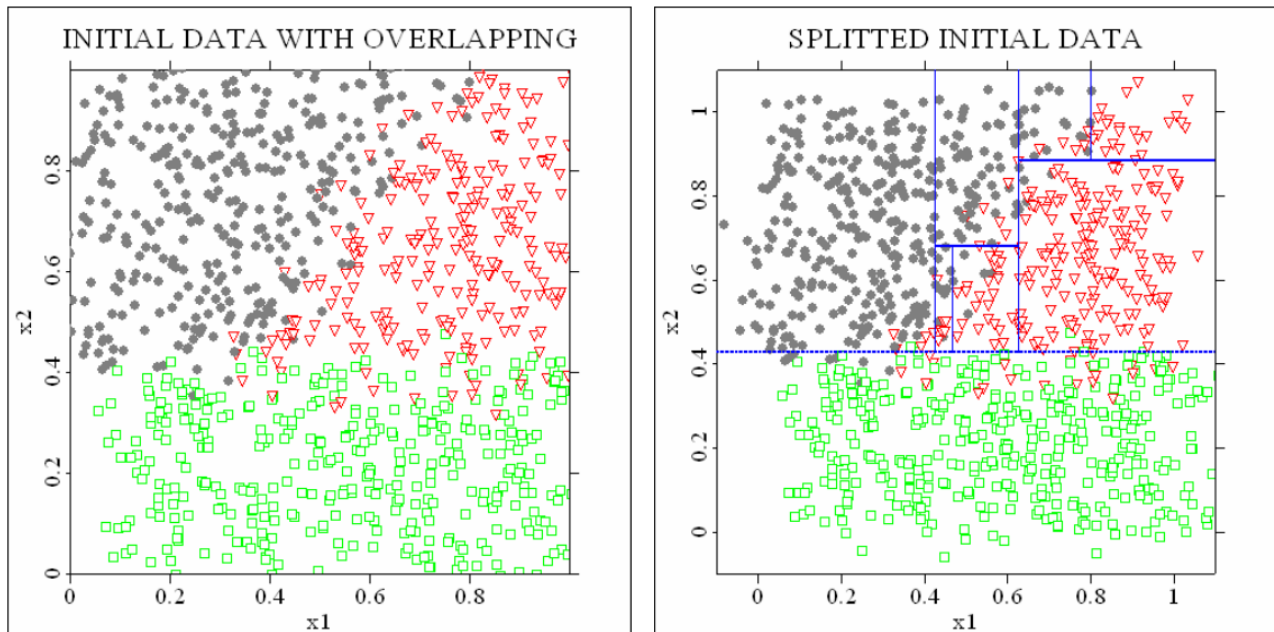 INITIAL DATA WITH OVERLAPPING
x2
0.8
0.6
0.4
0.2
0
0 0.2 0.4 0.6 0.8
x1
SPLITTED INITIAL DATA
x2
1
0.8
0.6
0.4
0.2
0
0 0.2 0.4 0.6 0.8 1
x1